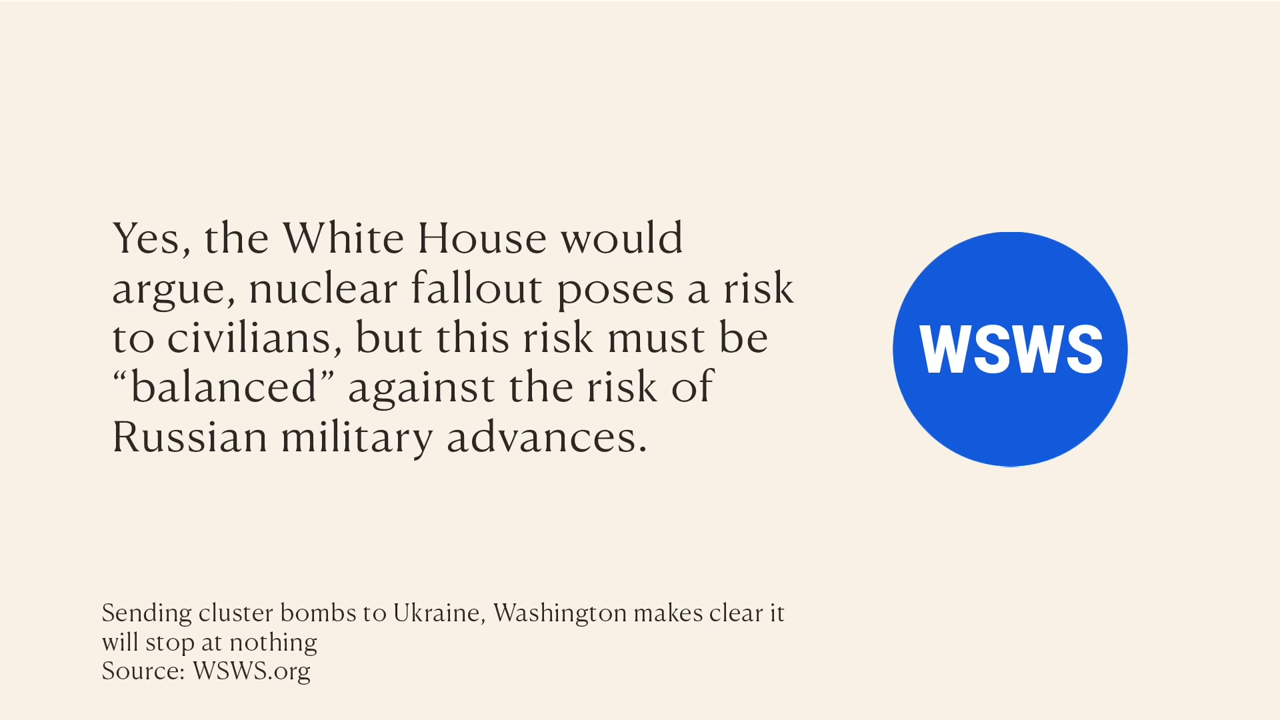 Yes, the White House would
argue, nuclear fallout poses a risk
to civilians, but this risk must be
“balanced” against the risk of
Russian military advances.
WSWS
Sending cluster bombs to Ukraine, Washington makes clear it
will stop at nothing
Source: WSWS.org